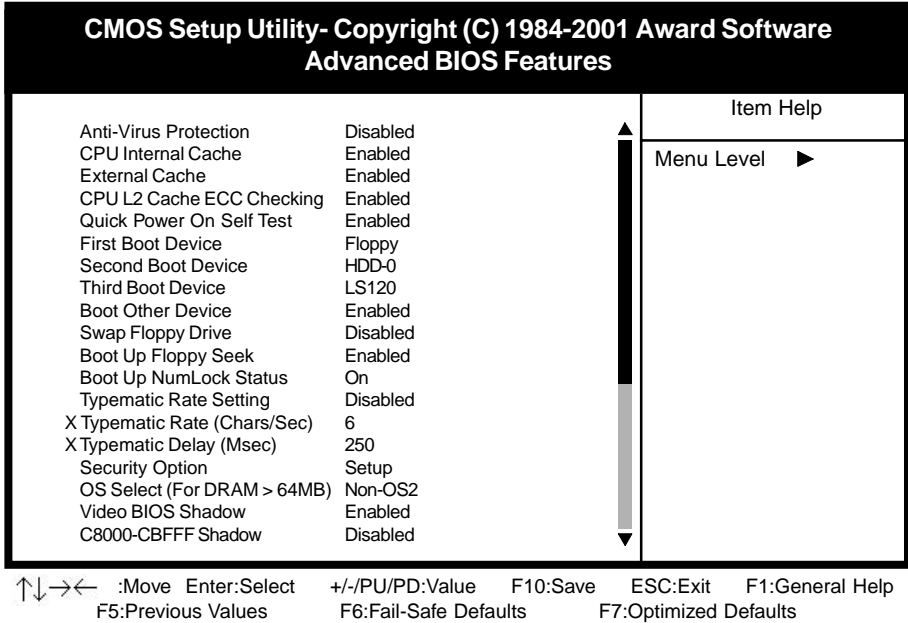 CMOS Setup Utility- Copyright (C) 1984-2001 Award Software
Advanced BIOS Features
Item Help
Menu Level ►
Anti-Virus Protection Disabled
CPU Internal Cache Enabled
External Cache Enabled
CPU L2 Cache ECC Checking Enabled
Quick Power On Self Test Enabled
First Boot Device Floppy
Second Boot Device HDD-0
Third Boot Device LS120
Boot Other Device Enabled
Swap Floppy Drive Disabled
Boot Up Floppy Seek Enabled
Boot Up NumLock Status On
Typematic Rate Setting Disabled
X Typematic Rate (Chars/Sec) 6
X Typematic Delay (Msec) 250
Security Option Setup
OS Select (For DRAM > 64MB) Non-OS2
Video BIOS Shadow Enabled
C8000-CBFFF Shadow Disabled
↑↓→← :Move Enter:Select +/-/PU/PD:Value F10:Save ESC:Exit F1:General Help
F5:Previous Values F6:Fail-Safe Defaults F7:Optimized Defaults